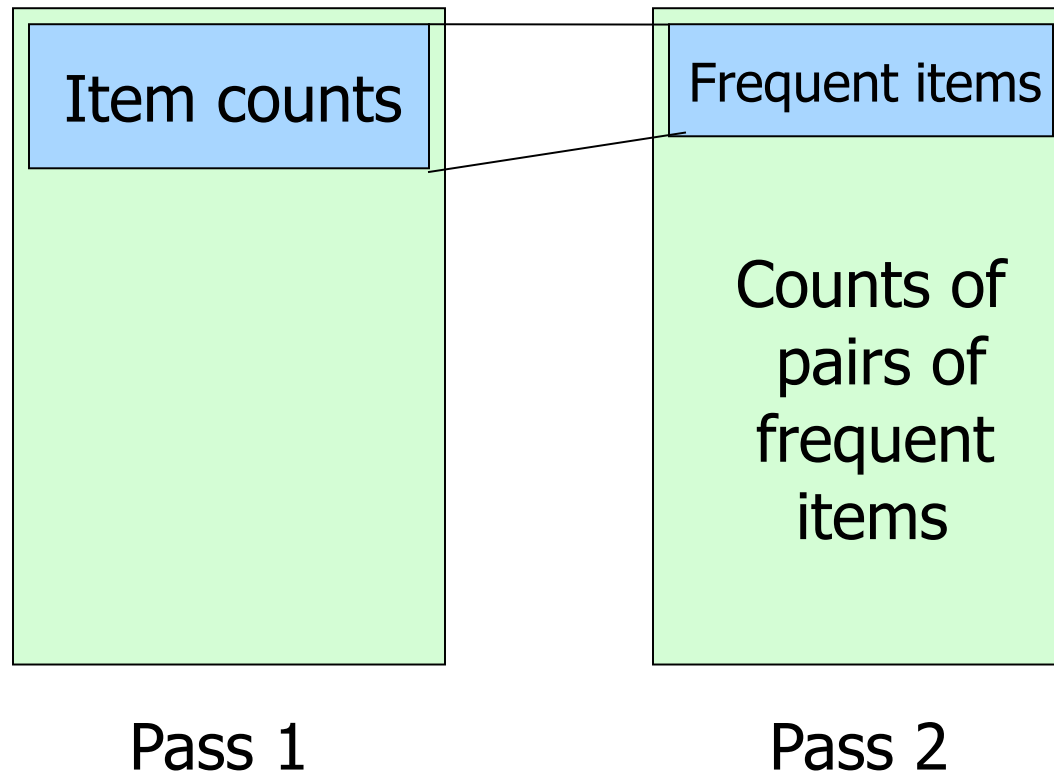 Item counts
Frequent items
Counts of
pairs of
frequent
items
Pass 1
Pass 2